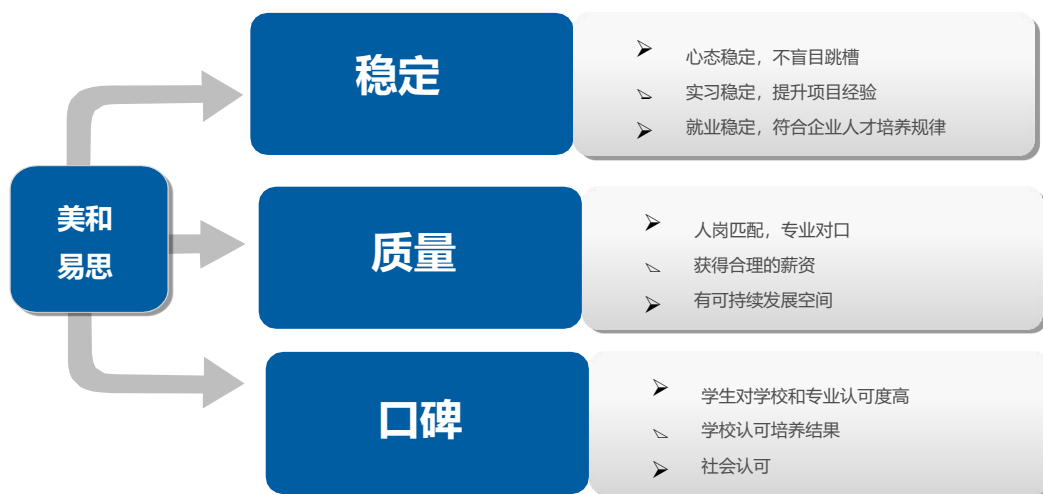 美和
易思
稳定
心态稳定，不盲目跳槽
实习稳定，提升项目经验
就业稳定，符合企业人才培养规律
质量
人岗匹配，专业对口
获得合理的薪资
有可持续发展空间
口碑
学生对学校和专业认可度高
学校认可培养结果
社会认可